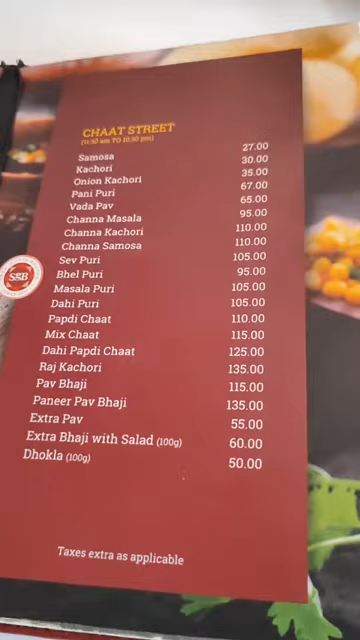 CHAAT STREET
(11:30 am TO 10:30 pm)
Samosa 27.00
Kachori 30.00
Onion Kachori 35.00
Pani Puri 67.00
Vada Pav 65.00
Channa Masala 95.00
Channa Kachori 110.00
Channa Samosa 110.00
Sev Puri 105.00
Bhel Puri 95.00
Masala Puri 105.00
Dahi Puri 105.00
Papdi Chaat 110.00
Mix Chaat 115.00
Dahi Papdi Chaat 125.00
Raj Kachori 135.00
Pav Bhaji 115.00
Paneer Pav Bhaji 135.00
Extra Pav 55.00
Extra Bhaji with Salad (100g) 60.00
Dhokla (100g) 50.00
SGB
Taxes extra as applicable